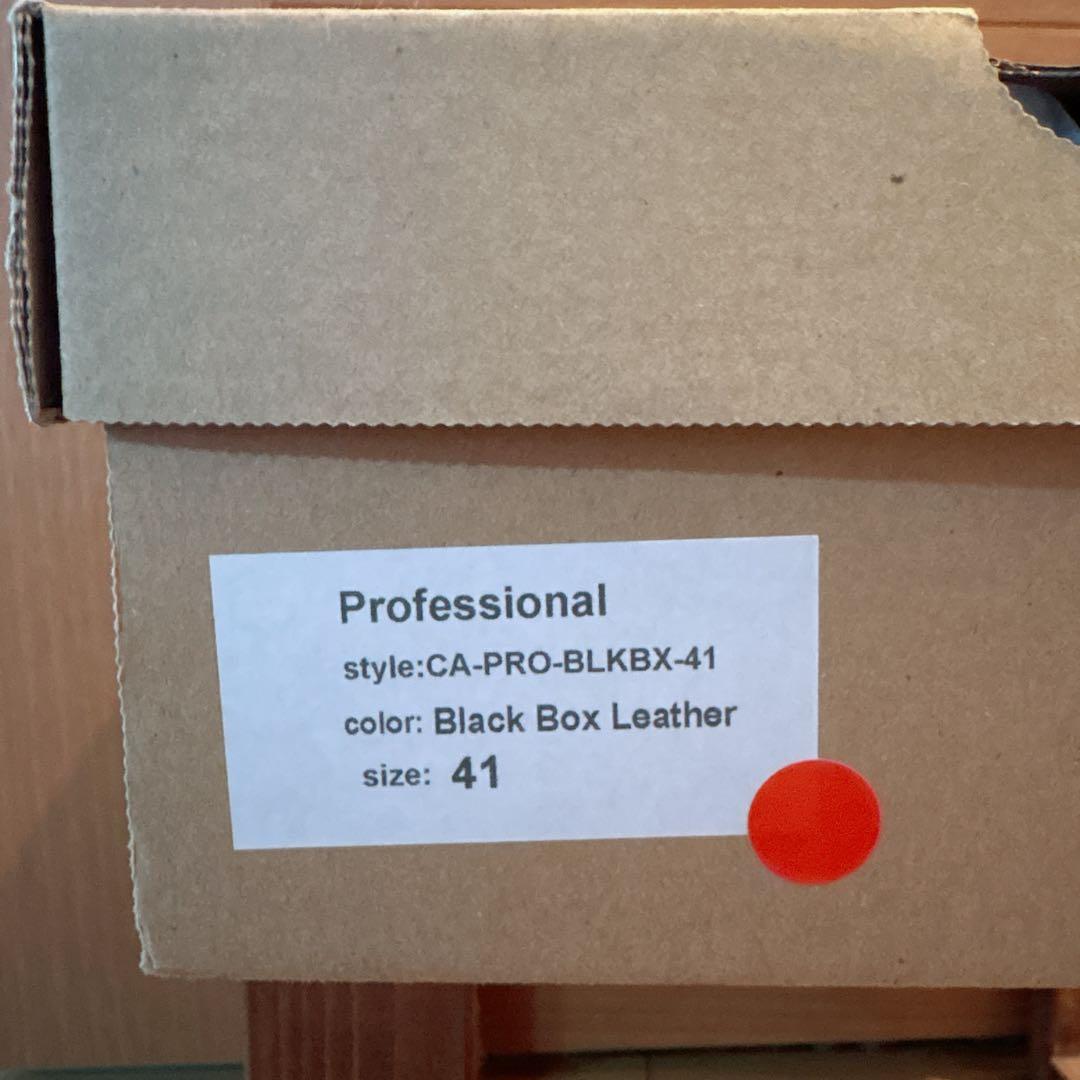 Professional
style:CA-PRO-BLKBX-41
color: Black Box Leather
size: 41